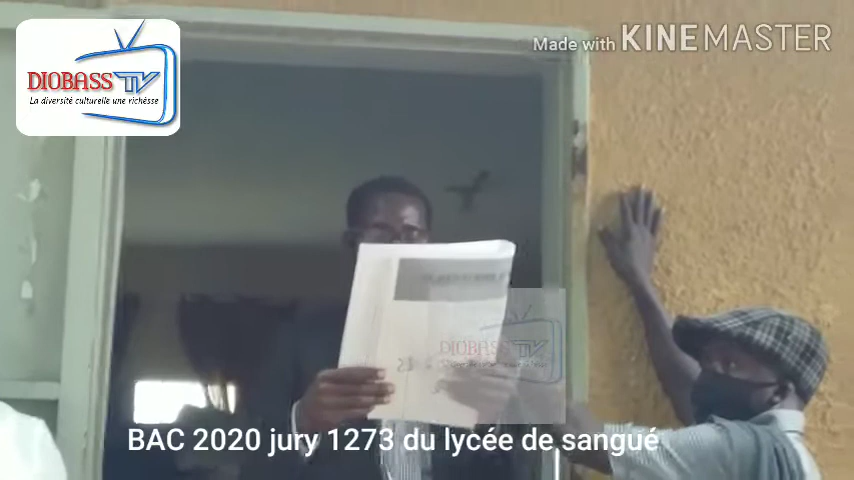 Made with KINEMASTER
DIOBASS TV
La diversité culturelle une richèsse
DIOBASS TV
BAC 2020 jury 1273 du lycée de sangué